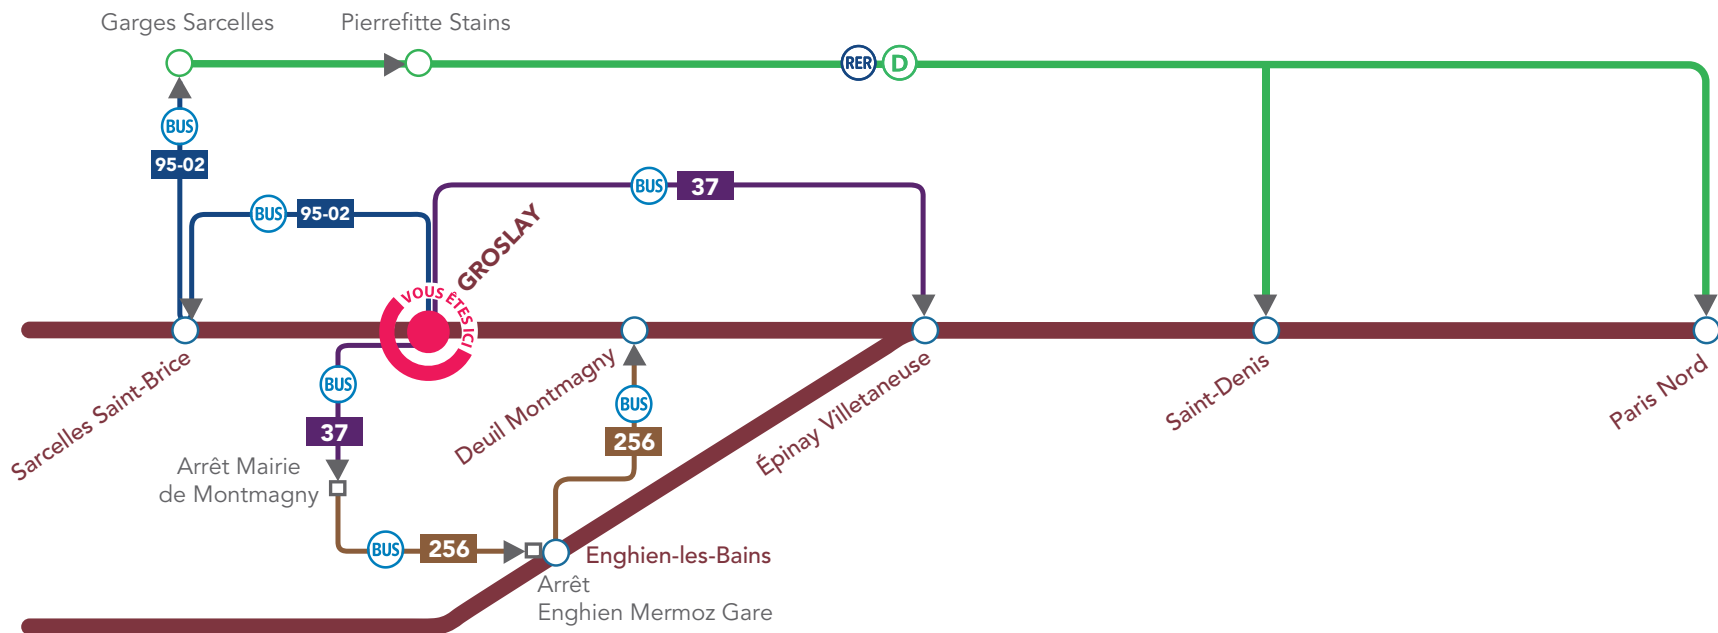 Garges Sarcelles
Pierrefitte Stains
RER
D
BUS
95-02
BUS
95-02
BUS
37
GROSLAY
VOUS ÊTES ICI
Sarcelles Saint-Brice
Deuil Montmagny
Épinay Villetaneuse
Saint-Denis
Paris Nord
BUS
37
BUS
256
Arrêt Mairie
de Montmagny
BUS
256
Enghien-les-Bains
Arrêt
Enghien Mermoz Gare